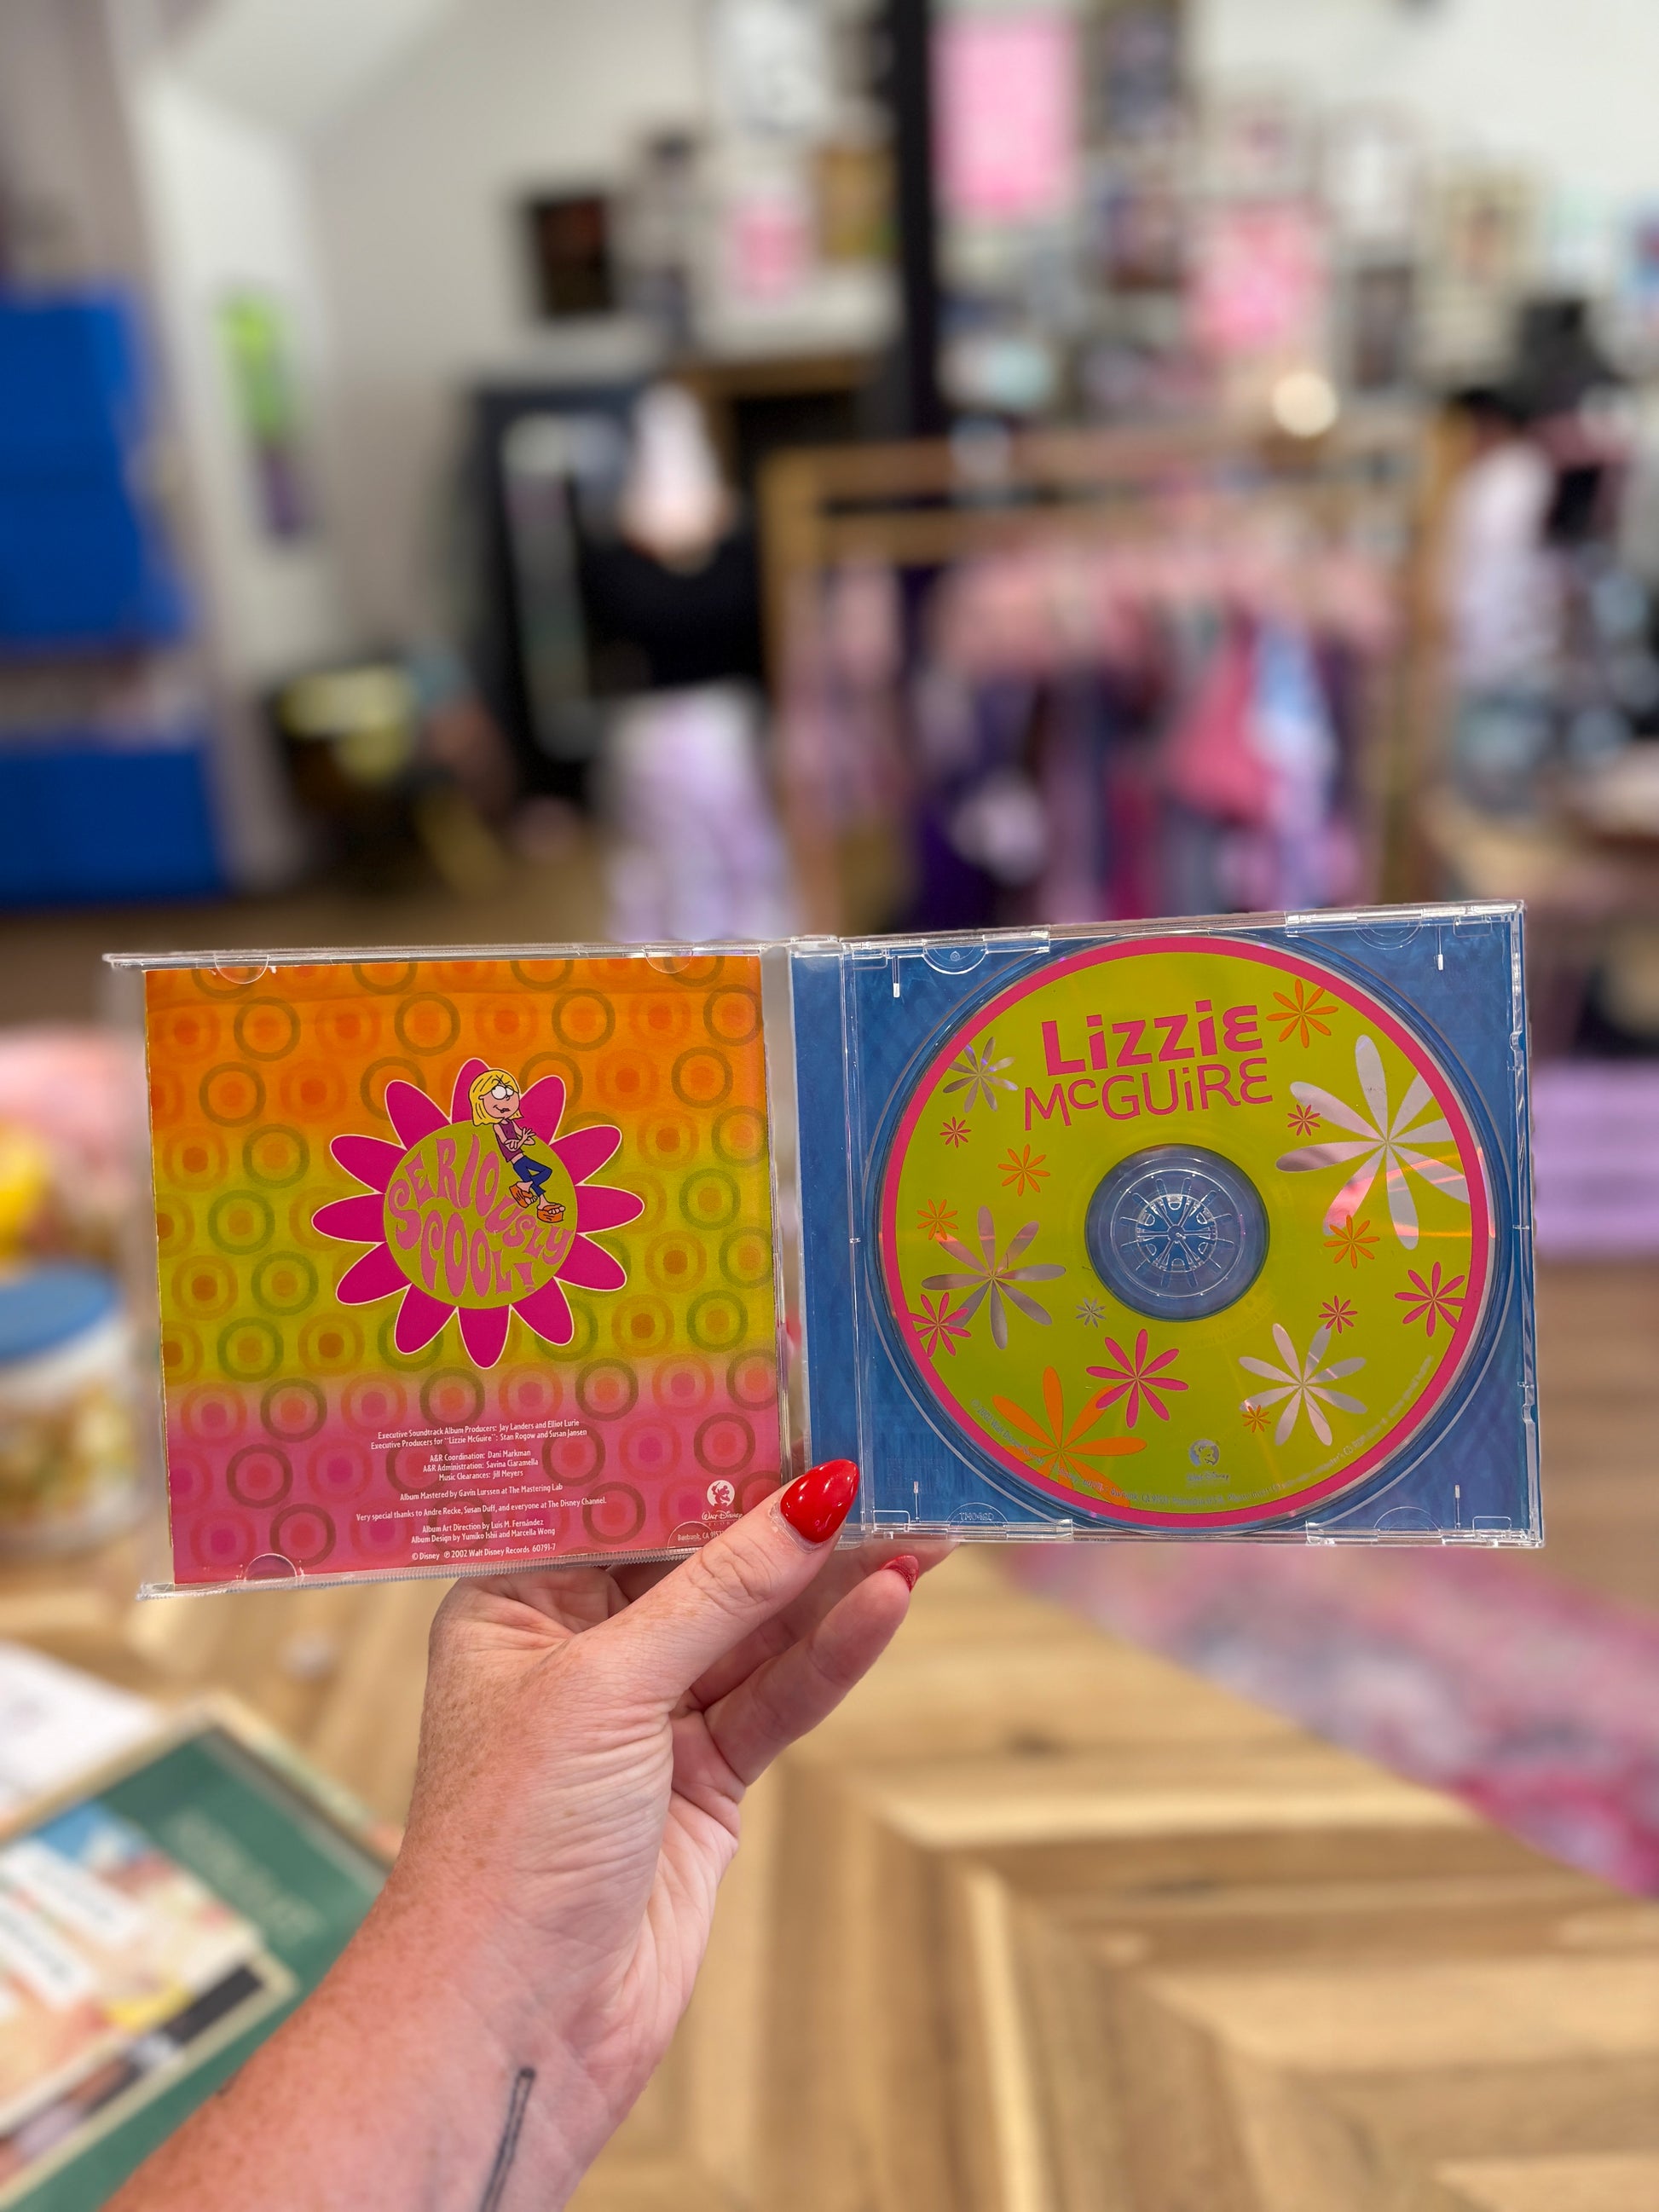 SERIOUSLY
COOL!
Executive Soundtrack Album Producers: Jay Landers and Elliot Lurie
Executive Producers for "Lizzie McGuire": Stan Rogow and Susan Jansen
A&R Coordination: Dani Markman
A&R Administration: Savina Ciaramella
Music Clearances: Jill Meyers
Album Mastered by Gavin Lurssen at The Mastering Lab
Very special thanks to Andre Recke, Susan Duff, and everyone at The Disney Channel.
Album Art Direction by Luis M. Fernández
Album Design by Yumiko Ishii and Marcella Wong
© Disney ℗ 2002 Walt Disney Records 60791-7
WALT DISNEY
Burbank, CA
LizziE
McGUiRE